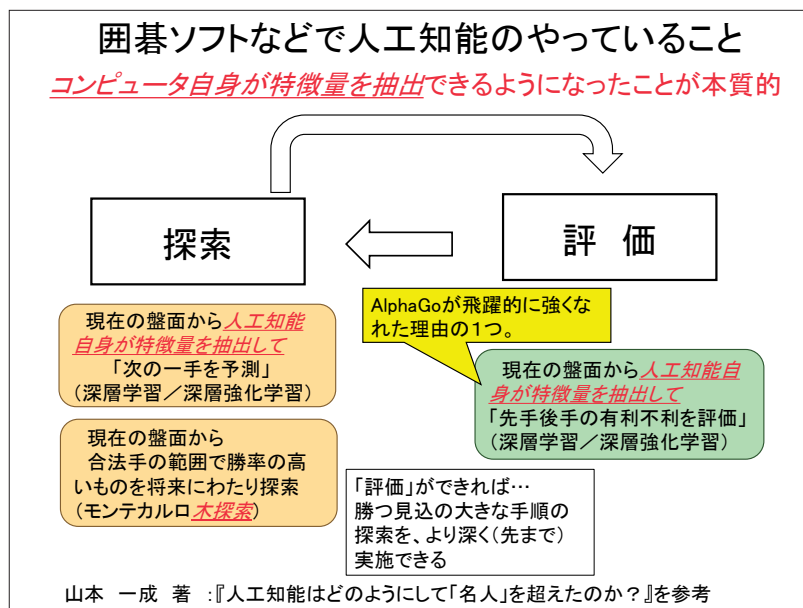 囲碁ソフトなどで人工知能のやっていること
コンピュータ自身が特徴量を抽出できるようになったことが本質的
探索
評 価
AlphaGoが飛躍的に強くな
れた理由の1つ。
現在の盤面から人工知能
自身が特徴量を抽出して
「次の一手を予測」
(深層学習/深層強化学習)
現在の盤面から人工知能自
身が特徴量を抽出して
「先手後手の有利不利を評価」
(深層学習/深層強化学習)
現在の盤面から
合法手の範囲で勝率の高
いものを将来にわたり探索
(モンテカルロ木探索)
「評価」ができれば…
勝つ見込の大きな手順の
探索を、より深く(先まで)
実施できる
山本 一成 著 :『人工知能はどのようにして「名人」を超えたのか?』を参考